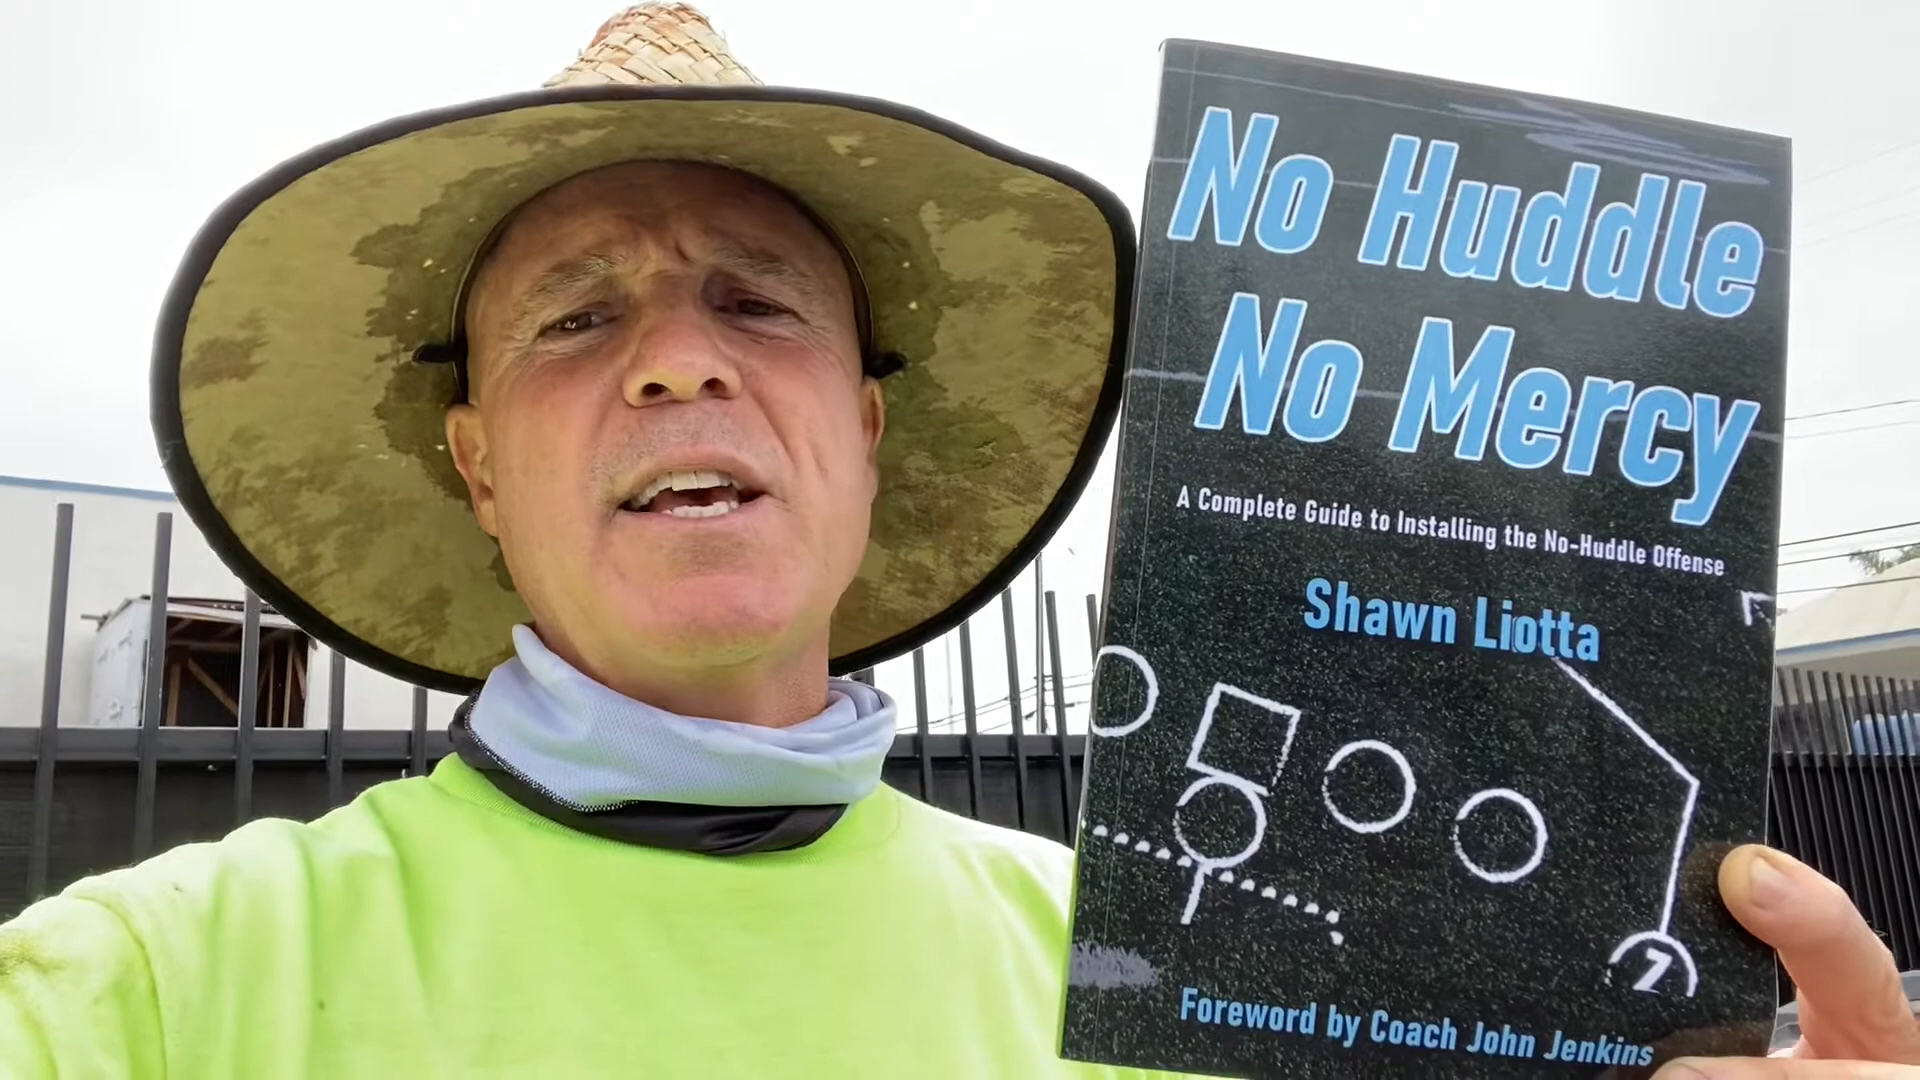 No Huddle
No Mercy
A Complete Guide to Installing the No-Huddle Offense
Shawn Liotta
Z
Foreword by Coach John Jenkins